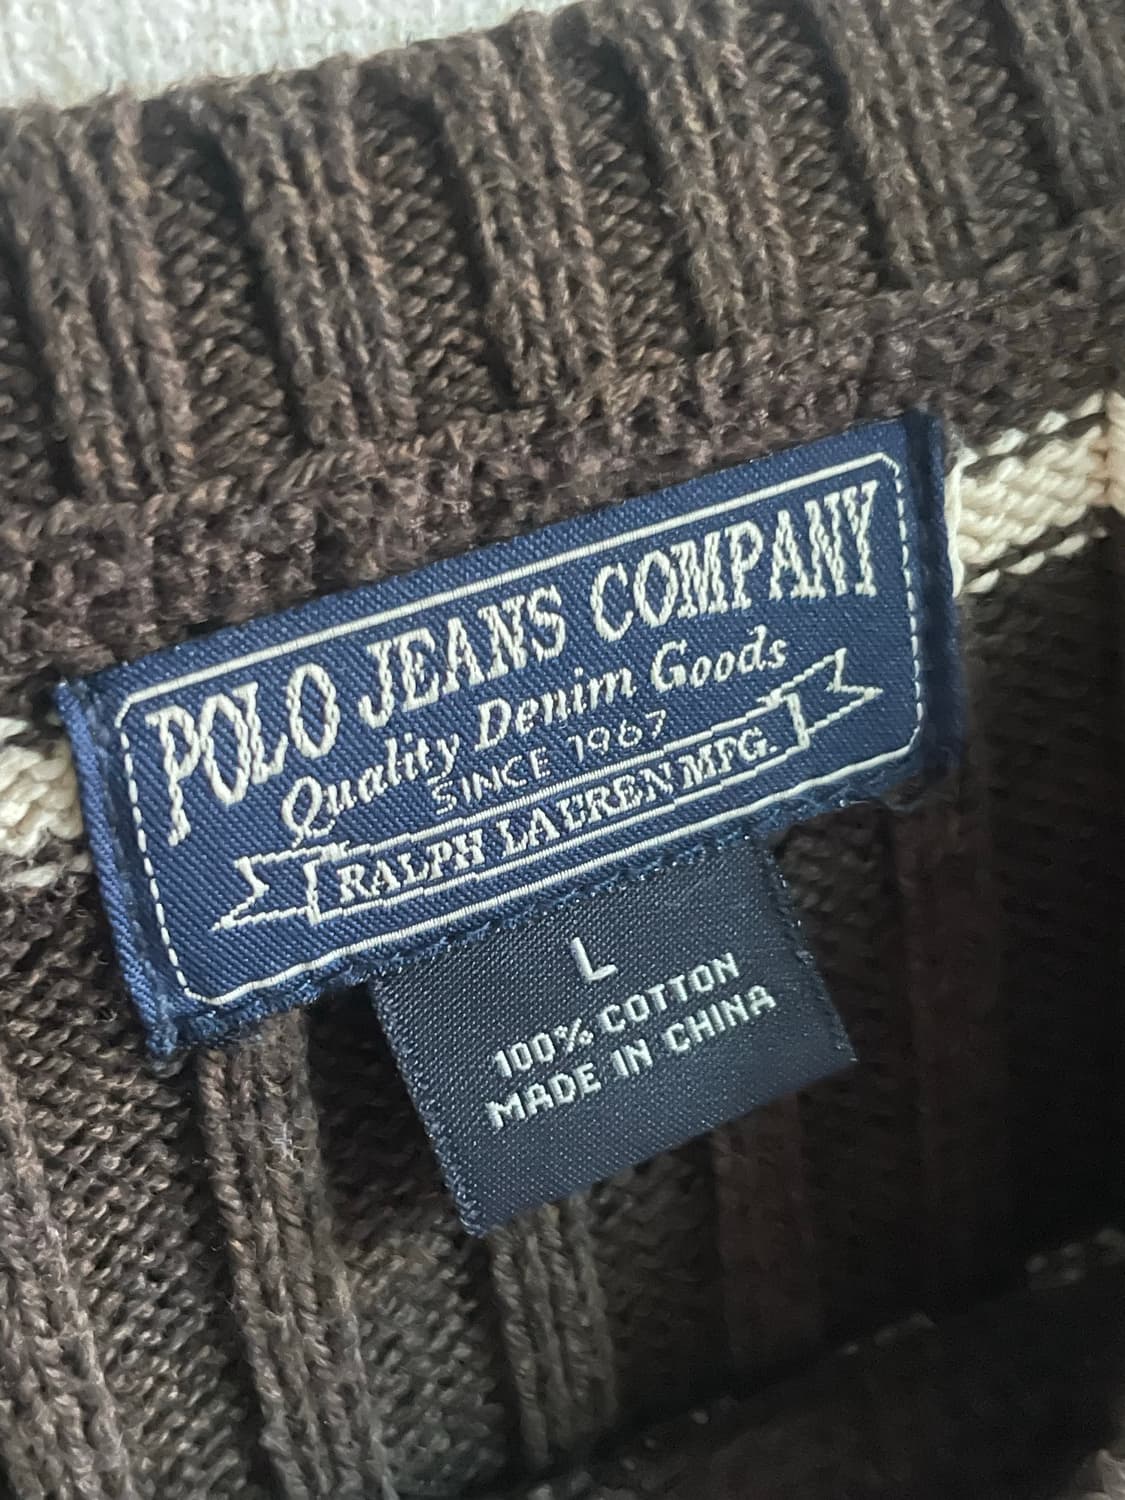 POLO JEANS COMPANY
Quality Denim Goods
SINCE 1967
RALPH LAUREN MFG.
L
100% COTTON
MADE IN CHINA